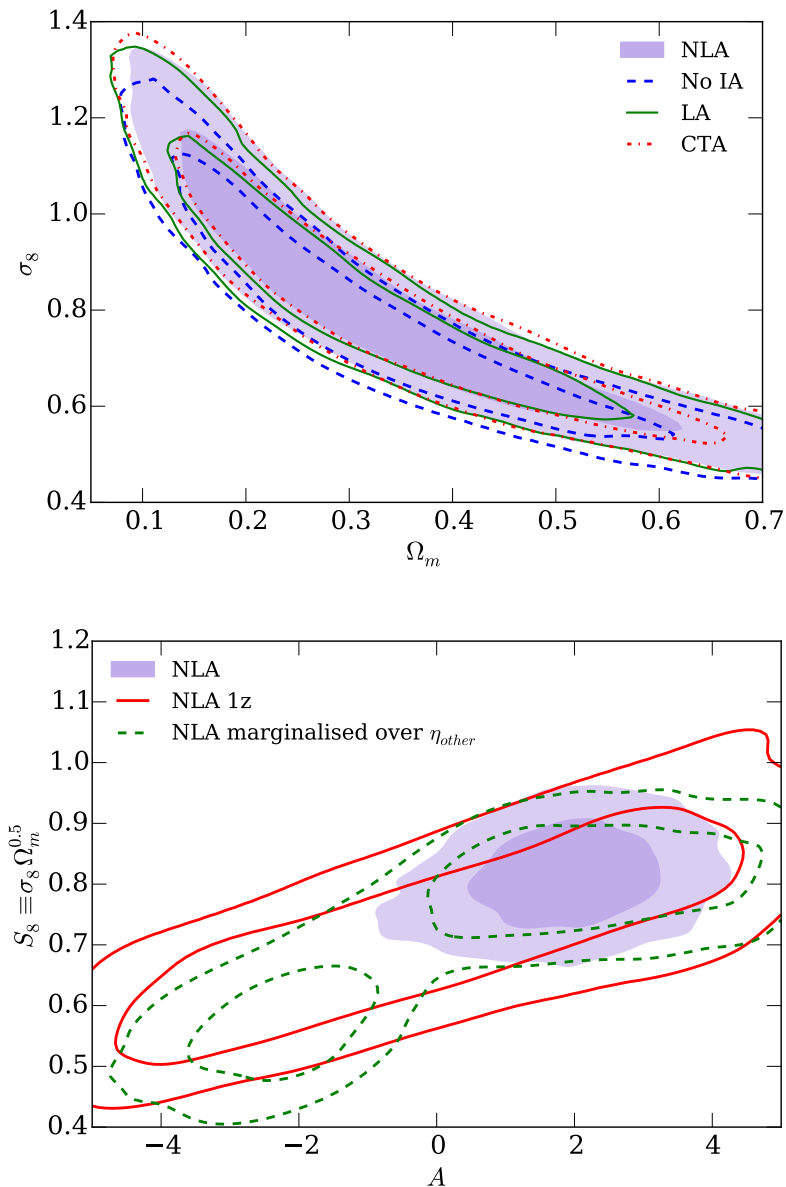 1.4
1.2
1.0
0.8
0.6
0.4
σ8
NLA
No IA
LA
CTA
0.1 0.2 0.3 0.4 0.5 0.6 0.7
Ωm
1.2
1.1
1.0
0.9
0.8
0.7
0.6
0.5
0.4
S8 ≡σ8 Ωm^0.5
NLA
NLA 1z
NLA marginalised over ηother
−4 −2 0 2 4
A